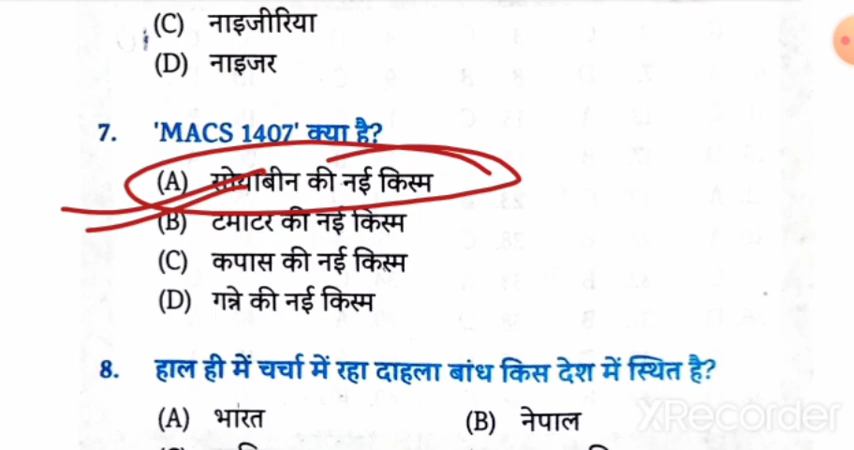 (C) नाइजीरिया
(D) नाइजर
7. 'MACS 1407' क्या है?
(A) सोयाबीन की नई किस्म
(B) टमाटर की नई किस्म
(C) कपास की नई किस्म
(D) गन्ने की नई किस्म
8. हाल ही में चर्चा में रहा दाहला बांध किस देश में स्थित है?
(A) भारत (B) नेपाल
XRecorder